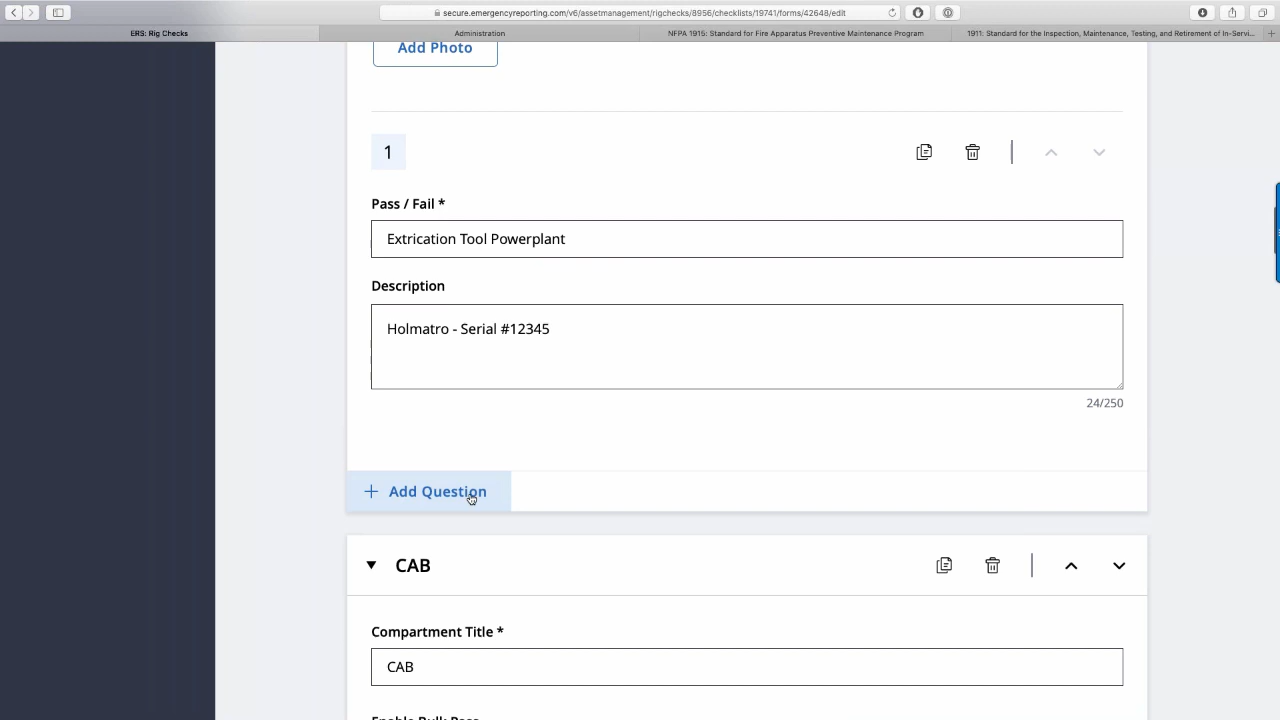 secure.emergencyreporting.com/v6/assetmanagement/rigchecks/8956/checklists/19741/forms/42648/edit
ERS: Rig Checks
Administration
NFPA 1915: Standard for Fire Apparatus Preventive Maintenance Program
1911: Standard for the Inspection, Maintenance, Testing, and Retirement of In-Servi...
Add Photo
1
Pass / Fail *
Extrication Tool Powerplant
Description
Holmatro - Serial #12345
24/250
+ Add Question
CAB
Compartment Title *
CAB
Enable Bulk Pass